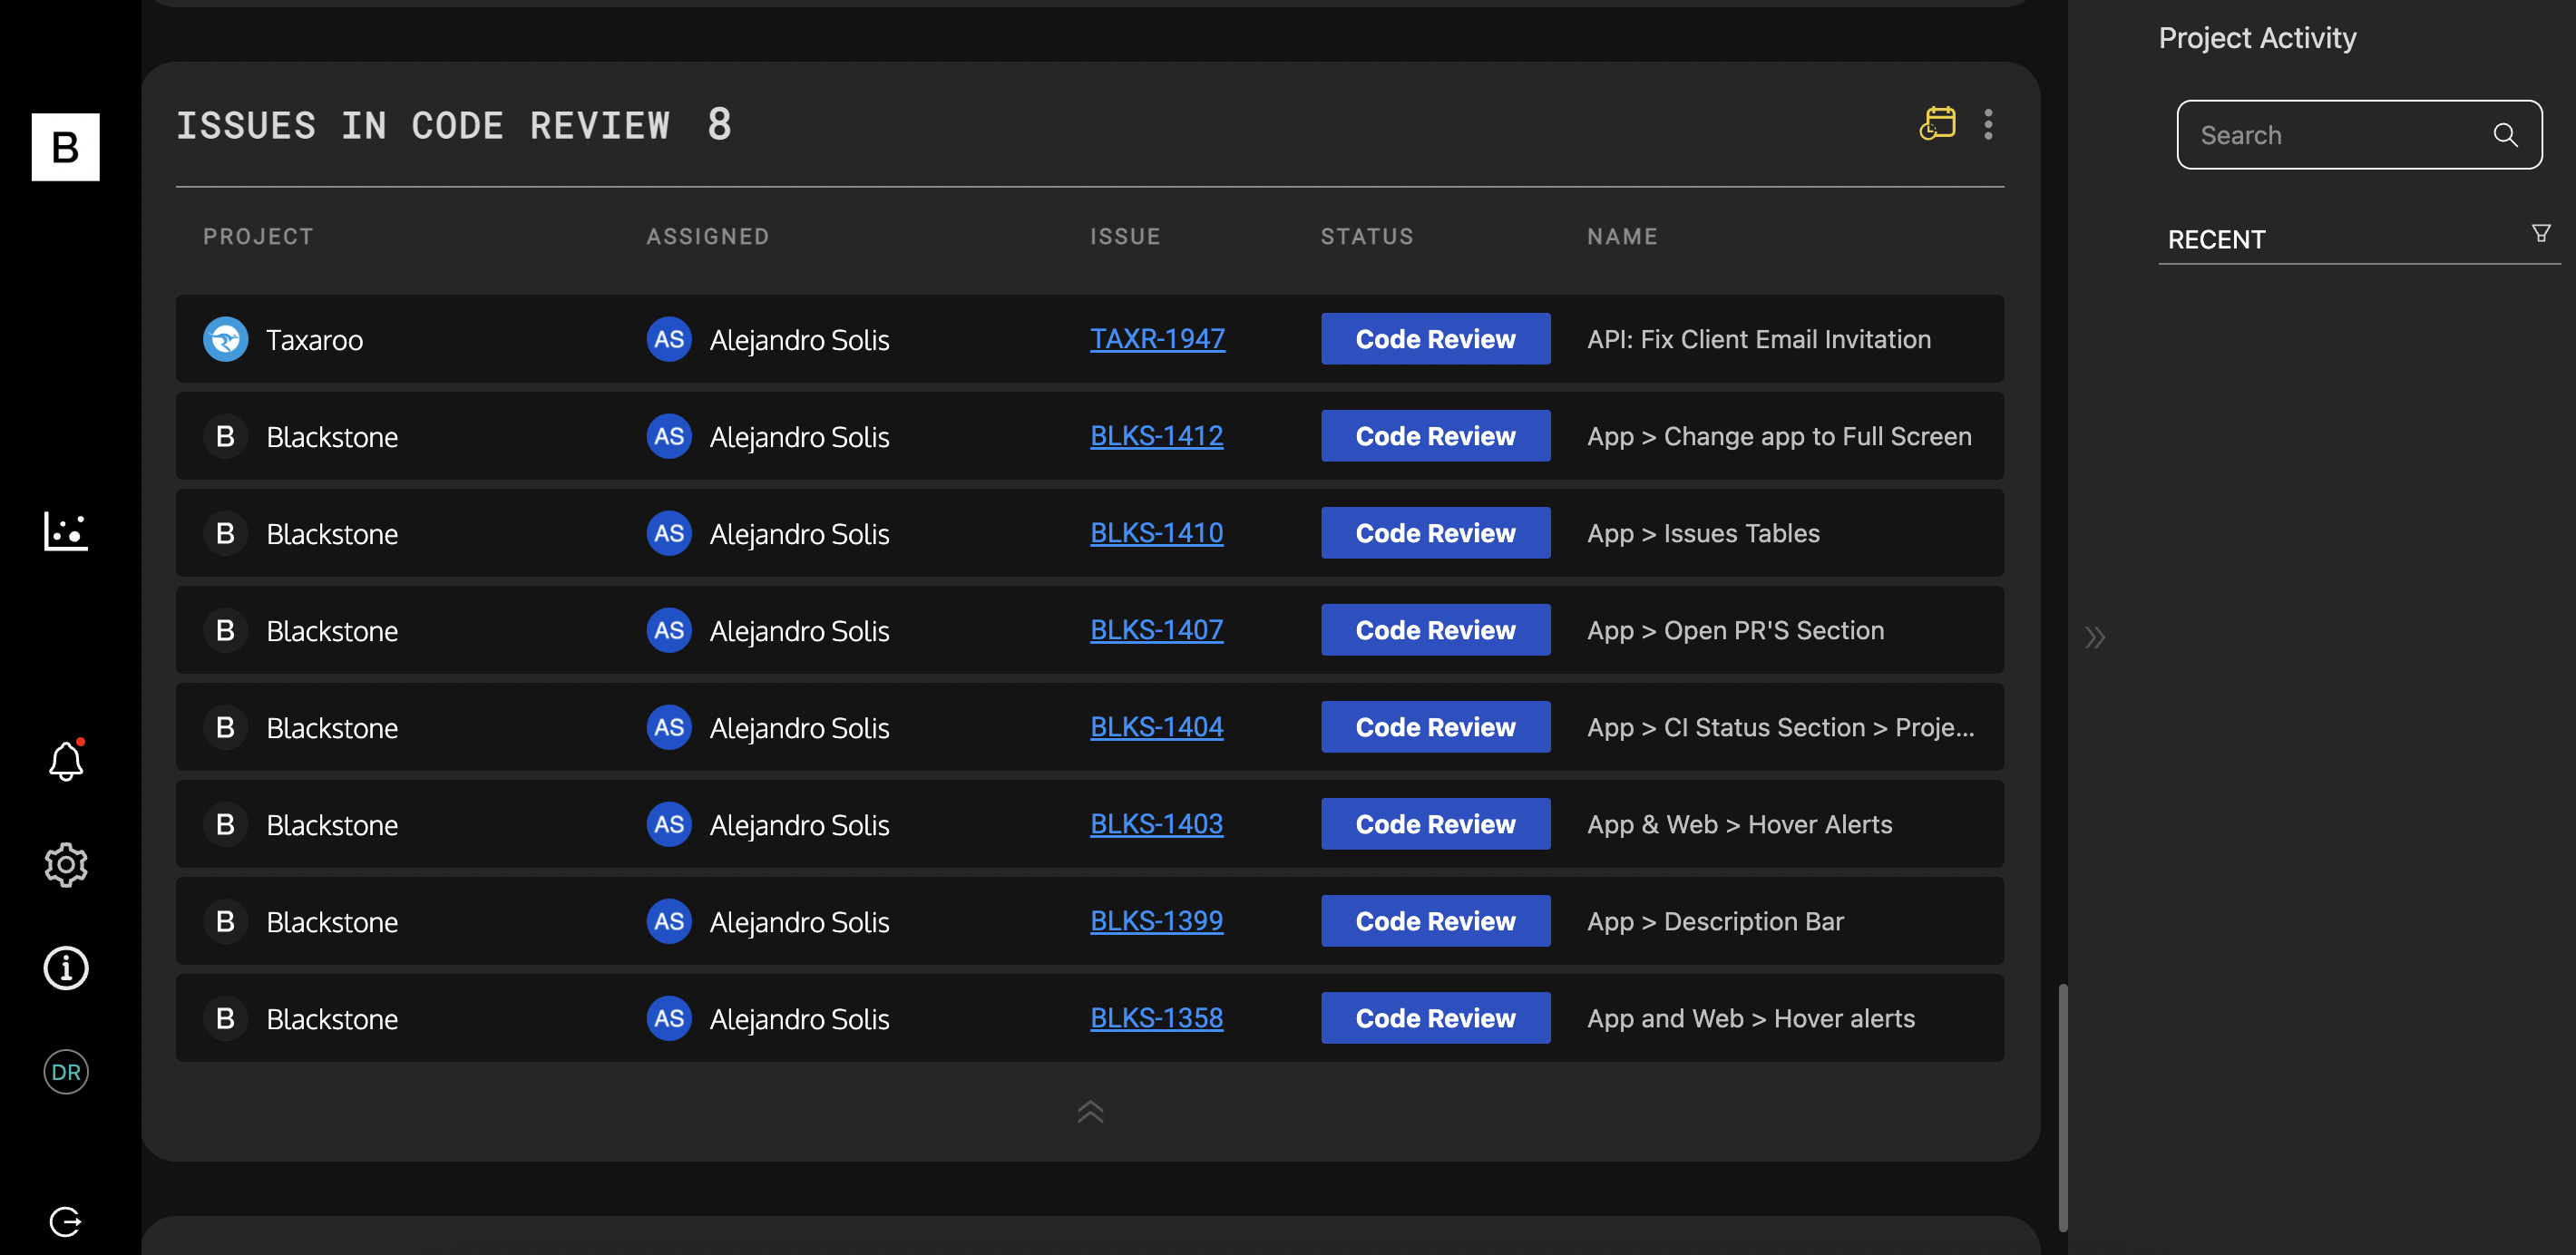 B
DR
ISSUES IN CODE REVIEW 8
PROJECT ASSIGNED ISSUE STATUS NAME
Taxaroo AS Alejandro Solis TAXR-1947 Code Review API: Fix Client Email Invitation
B Blackstone AS Alejandro Solis BLKS-1412 Code Review App > Change app to Full Screen
B Blackstone AS Alejandro Solis BLKS-1410 Code Review App > Issues Tables
B Blackstone AS Alejandro Solis BLKS-1407 Code Review App > Open PR'S Section
B Blackstone AS Alejandro Solis BLKS-1404 Code Review App > CI Status Section > Proje...
B Blackstone AS Alejandro Solis BLKS-1403 Code Review App & Web > Hover Alerts
B Blackstone AS Alejandro Solis BLKS-1399 Code Review App > Description Bar
B Blackstone AS Alejandro Solis BLKS-1358 Code Review App and Web > Hover alerts
Project Activity
Search
RECENT